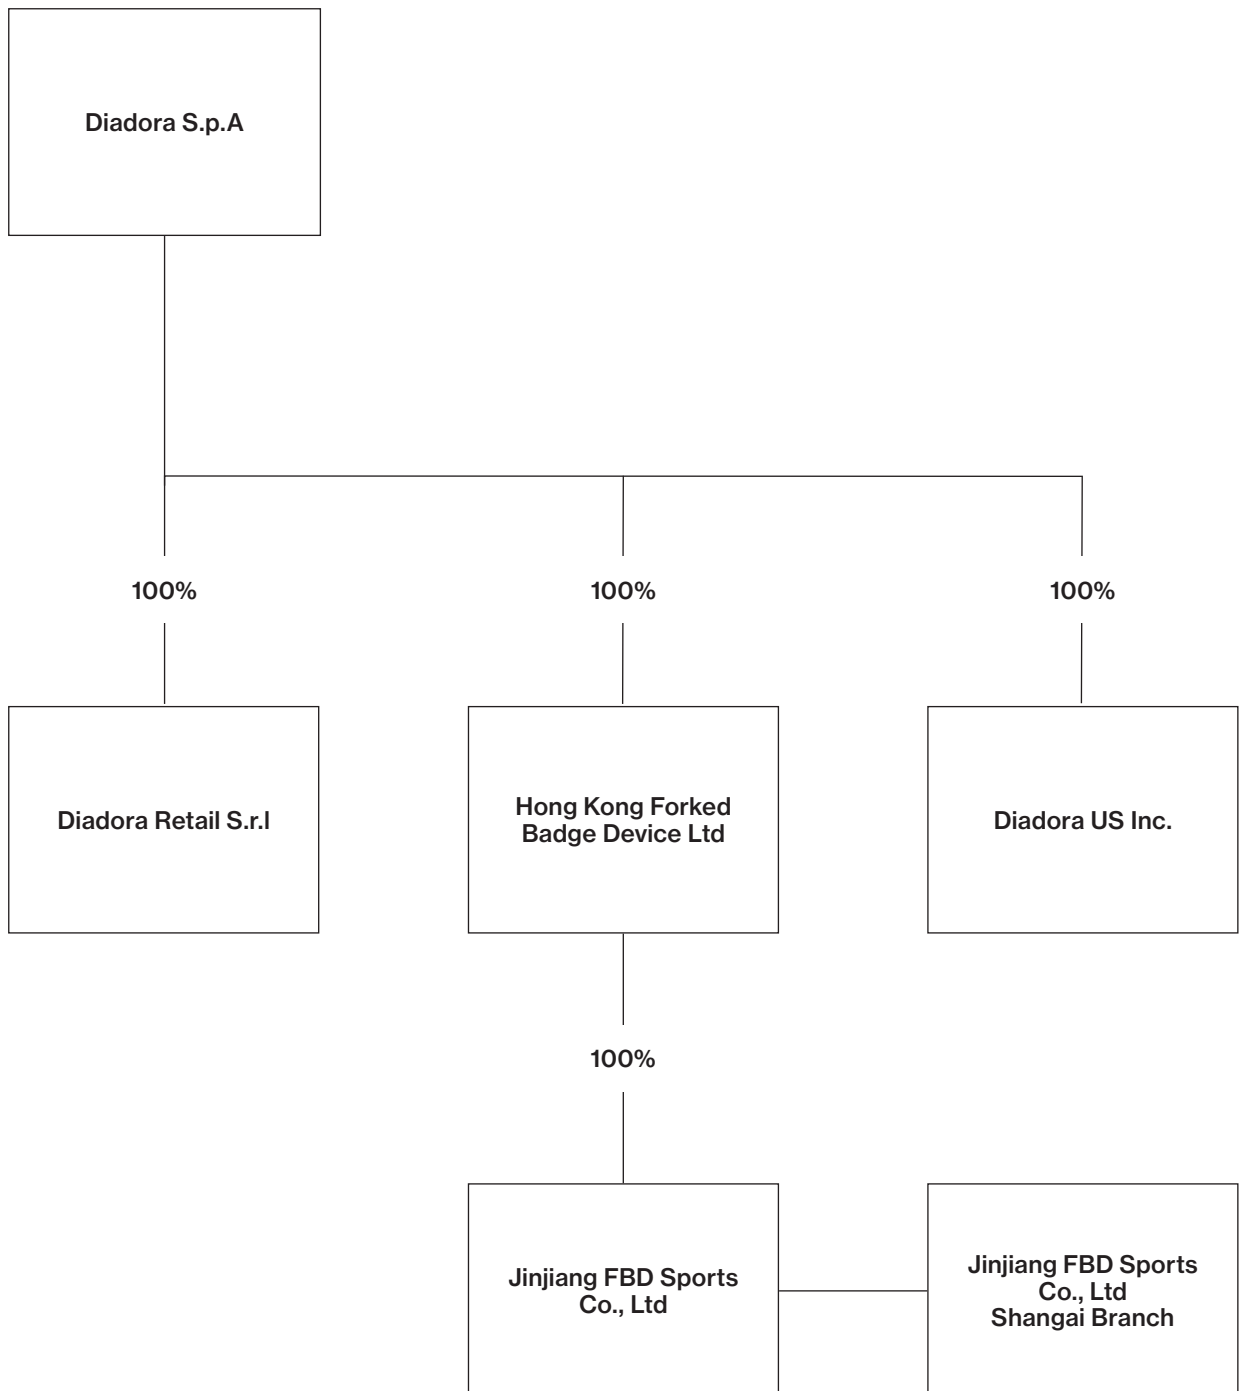 Diadora S.p.A
100%
100%
100%
Diadora Retail S.r.l
Hong Kong Forked
Badge Device Ltd
Diadora US Inc.
100%
Jinjiang FBD Sports
Co., Ltd
Jinjiang FBD Sports
Co., Ltd
Shangai Branch